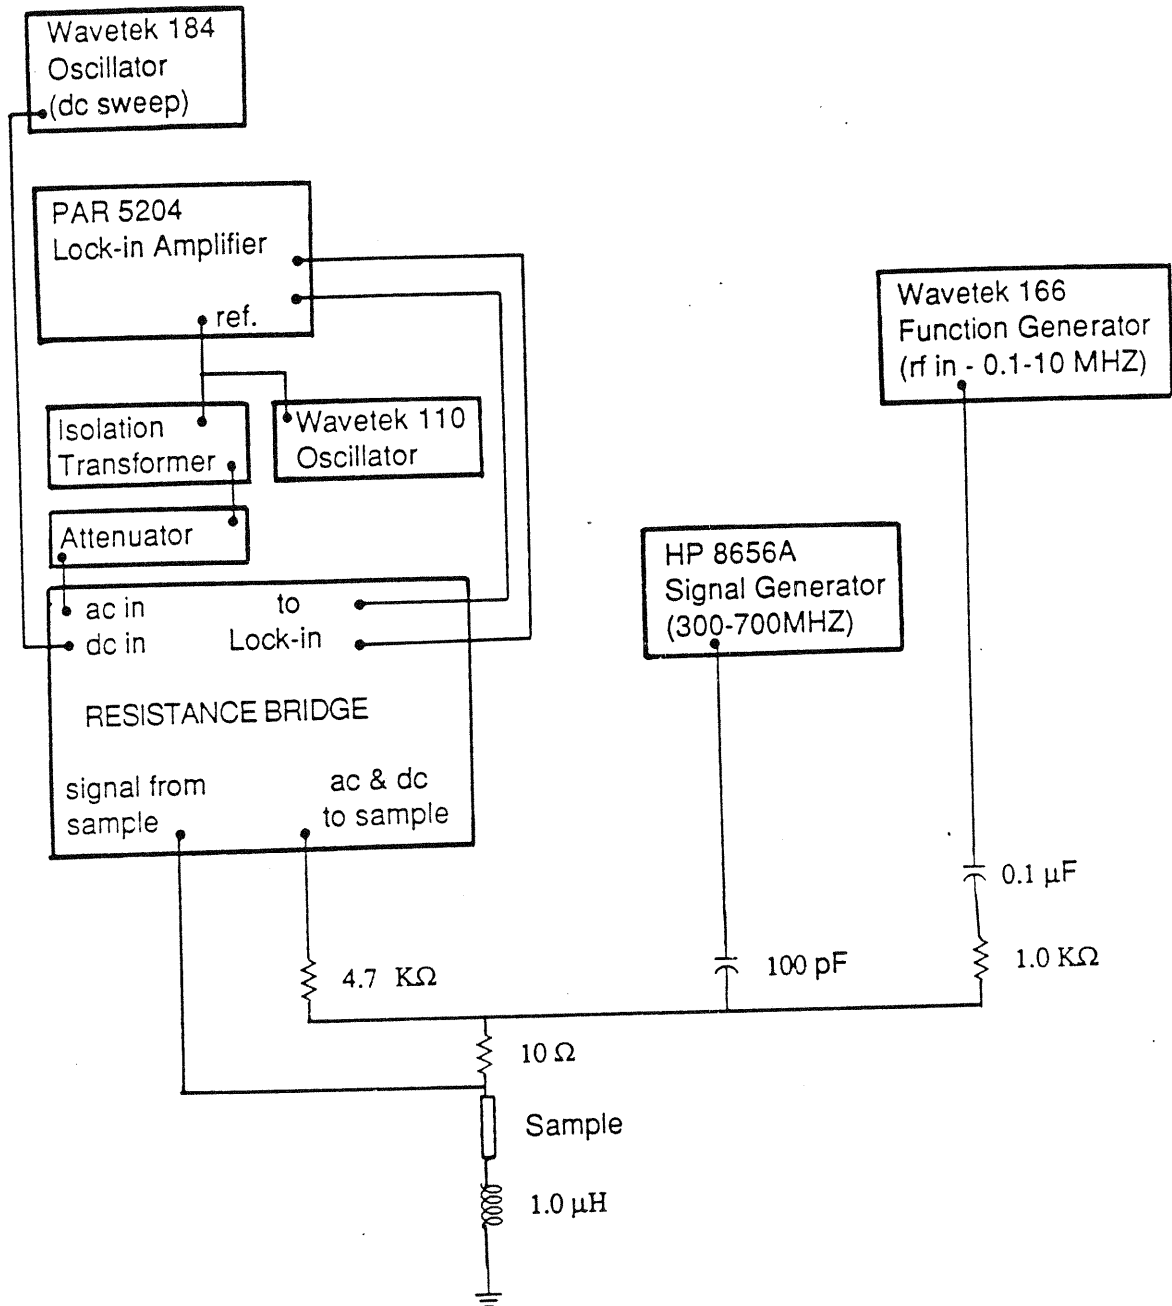 Wavetek 184
Oscillator
(dc sweep)
PAR 5204
Lock-in Amplifier
ref.
Isolation
Transformer
Wavetek 110
Oscillator
Attenuator
ac in
dc in
to
Lock-in
RESISTANCE BRIDGE
signal from
sample
ac & dc
to sample
Wavetek 166
Function Generator
(rf in - 0.1-10 MHZ)
HP 8656A
Signal Generator
(300-700MHZ)
0.1 μF
1.0 KΩ
100 pF
4.7 KΩ
10 Ω
Sample
1.0 μH